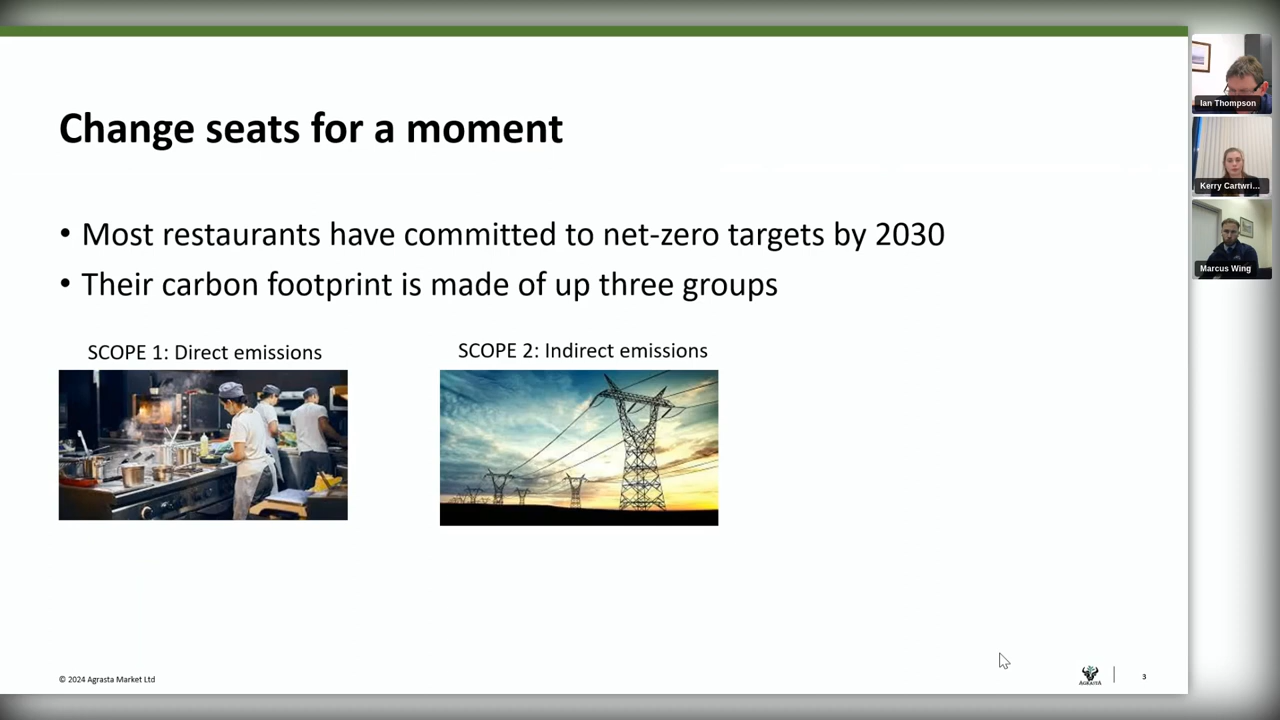 Change seats for a moment
• Most restaurants have committed to net-zero targets by 2030
• Their carbon footprint is made of up three groups
SCOPE 1: Direct emissions
SCOPE 2: Indirect emissions
© 2024 Agrasta Market Ltd
AGRASTA
3
Ian Thompson
Kerry Cartwri...
Marcus Wing